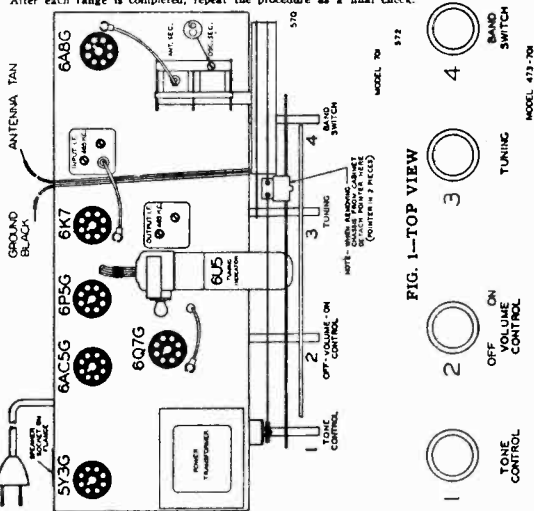 After each range is completed, repeat the procedure as a final check.
ANTENNA TAN
GROUND
BLACK
SPEAKER
SOCKET ON
FLANGE
5Y3G
6AC5G
6P5G
6K7
6A8G
INPUT I.F.
465 KC.
ANT. SEC.
OSC. SEC.
OUTPUT I.F.
465 KC.
6U5
TUNING
INDICATOR
6Q7G
POWER
TRANSFORMER
570
1
TONE
CONTROL
2
OFF-VOLUME-ON
CONTROL
3
TUNING
4
BAND
SWITCH
NOTE - WHEN REMOVING
CHASSIS FROM CABINET
DETACH POINTER HERE
(POINTER IN 2 PIECES)
MODEL 701
572
FIG. 1—TOP VIEW
1
TONE
CONTROL
2
OFF ON
VOLUME
CONTROL
3
TUNING
4
BAND
SWITCH
MODEL 473-701